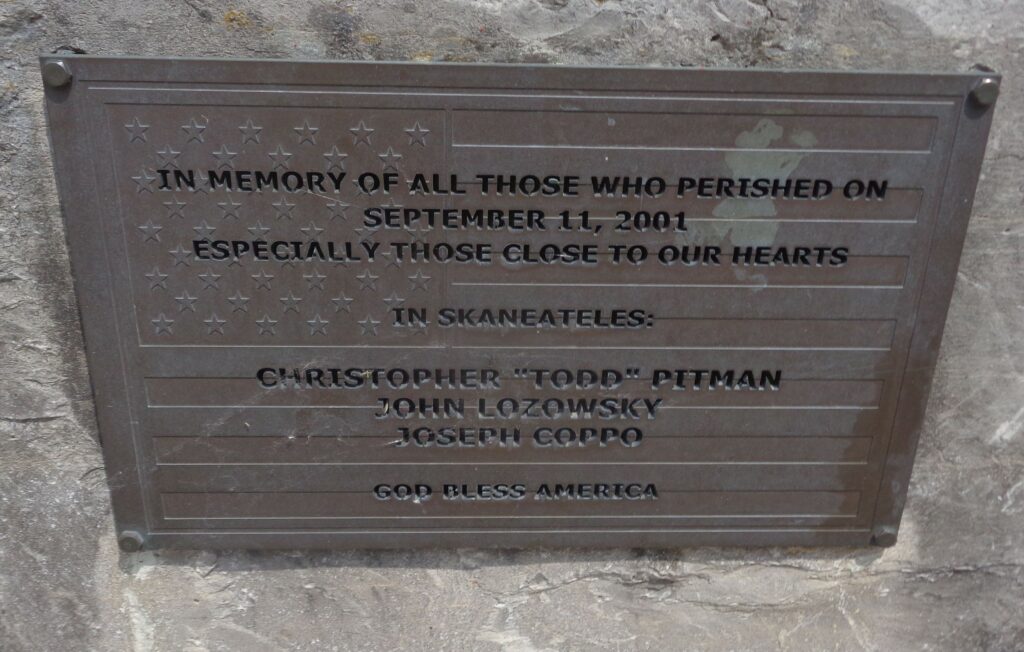 IN MEMORY OF ALL THOSE WHO PERISHED ON
SEPTEMBER 11, 2001
ESPECIALLY THOSE CLOSE TO OUR HEARTS
IN SKANEATELES:
CHRISTOPHER "TODD" PITMAN
JOHN LOZOWSKY
JOSEPH COPPO
GOD BLESS AMERICA